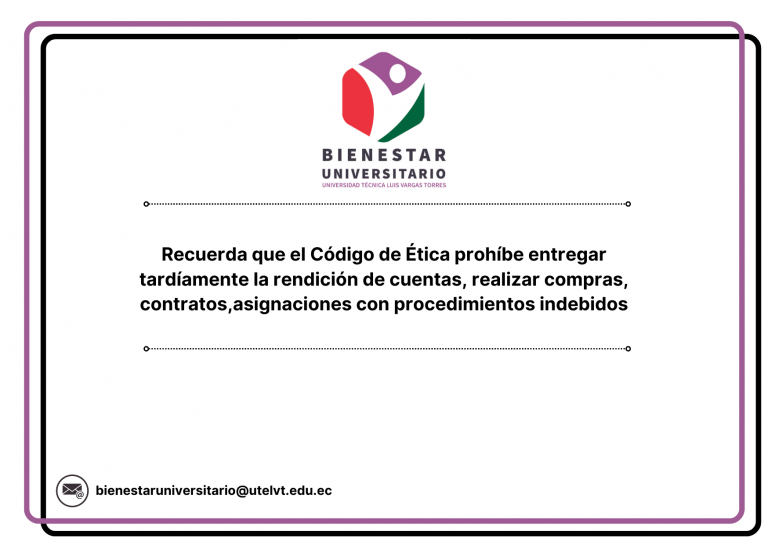 BIENESTAR
UNIVERSITARIO
UNIVERSIDAD TÉCNICA LUIS VARGAS TORRES
Recuerda que el Código de Ética prohíbe entregar
tardíamente la rendición de cuentas, realizar compras,
contratos,asignaciones con procedimientos indebidos
@
bienestaruniversitario@utelvt.edu.ec